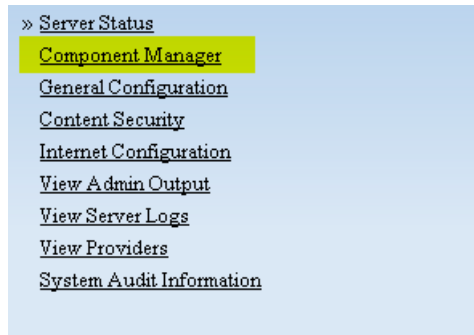 » Server Status
Component Manager
General Configuration
Content Security
Internet Configuration
View Admin Output
View Server Logs
View Providers
System Audit Information